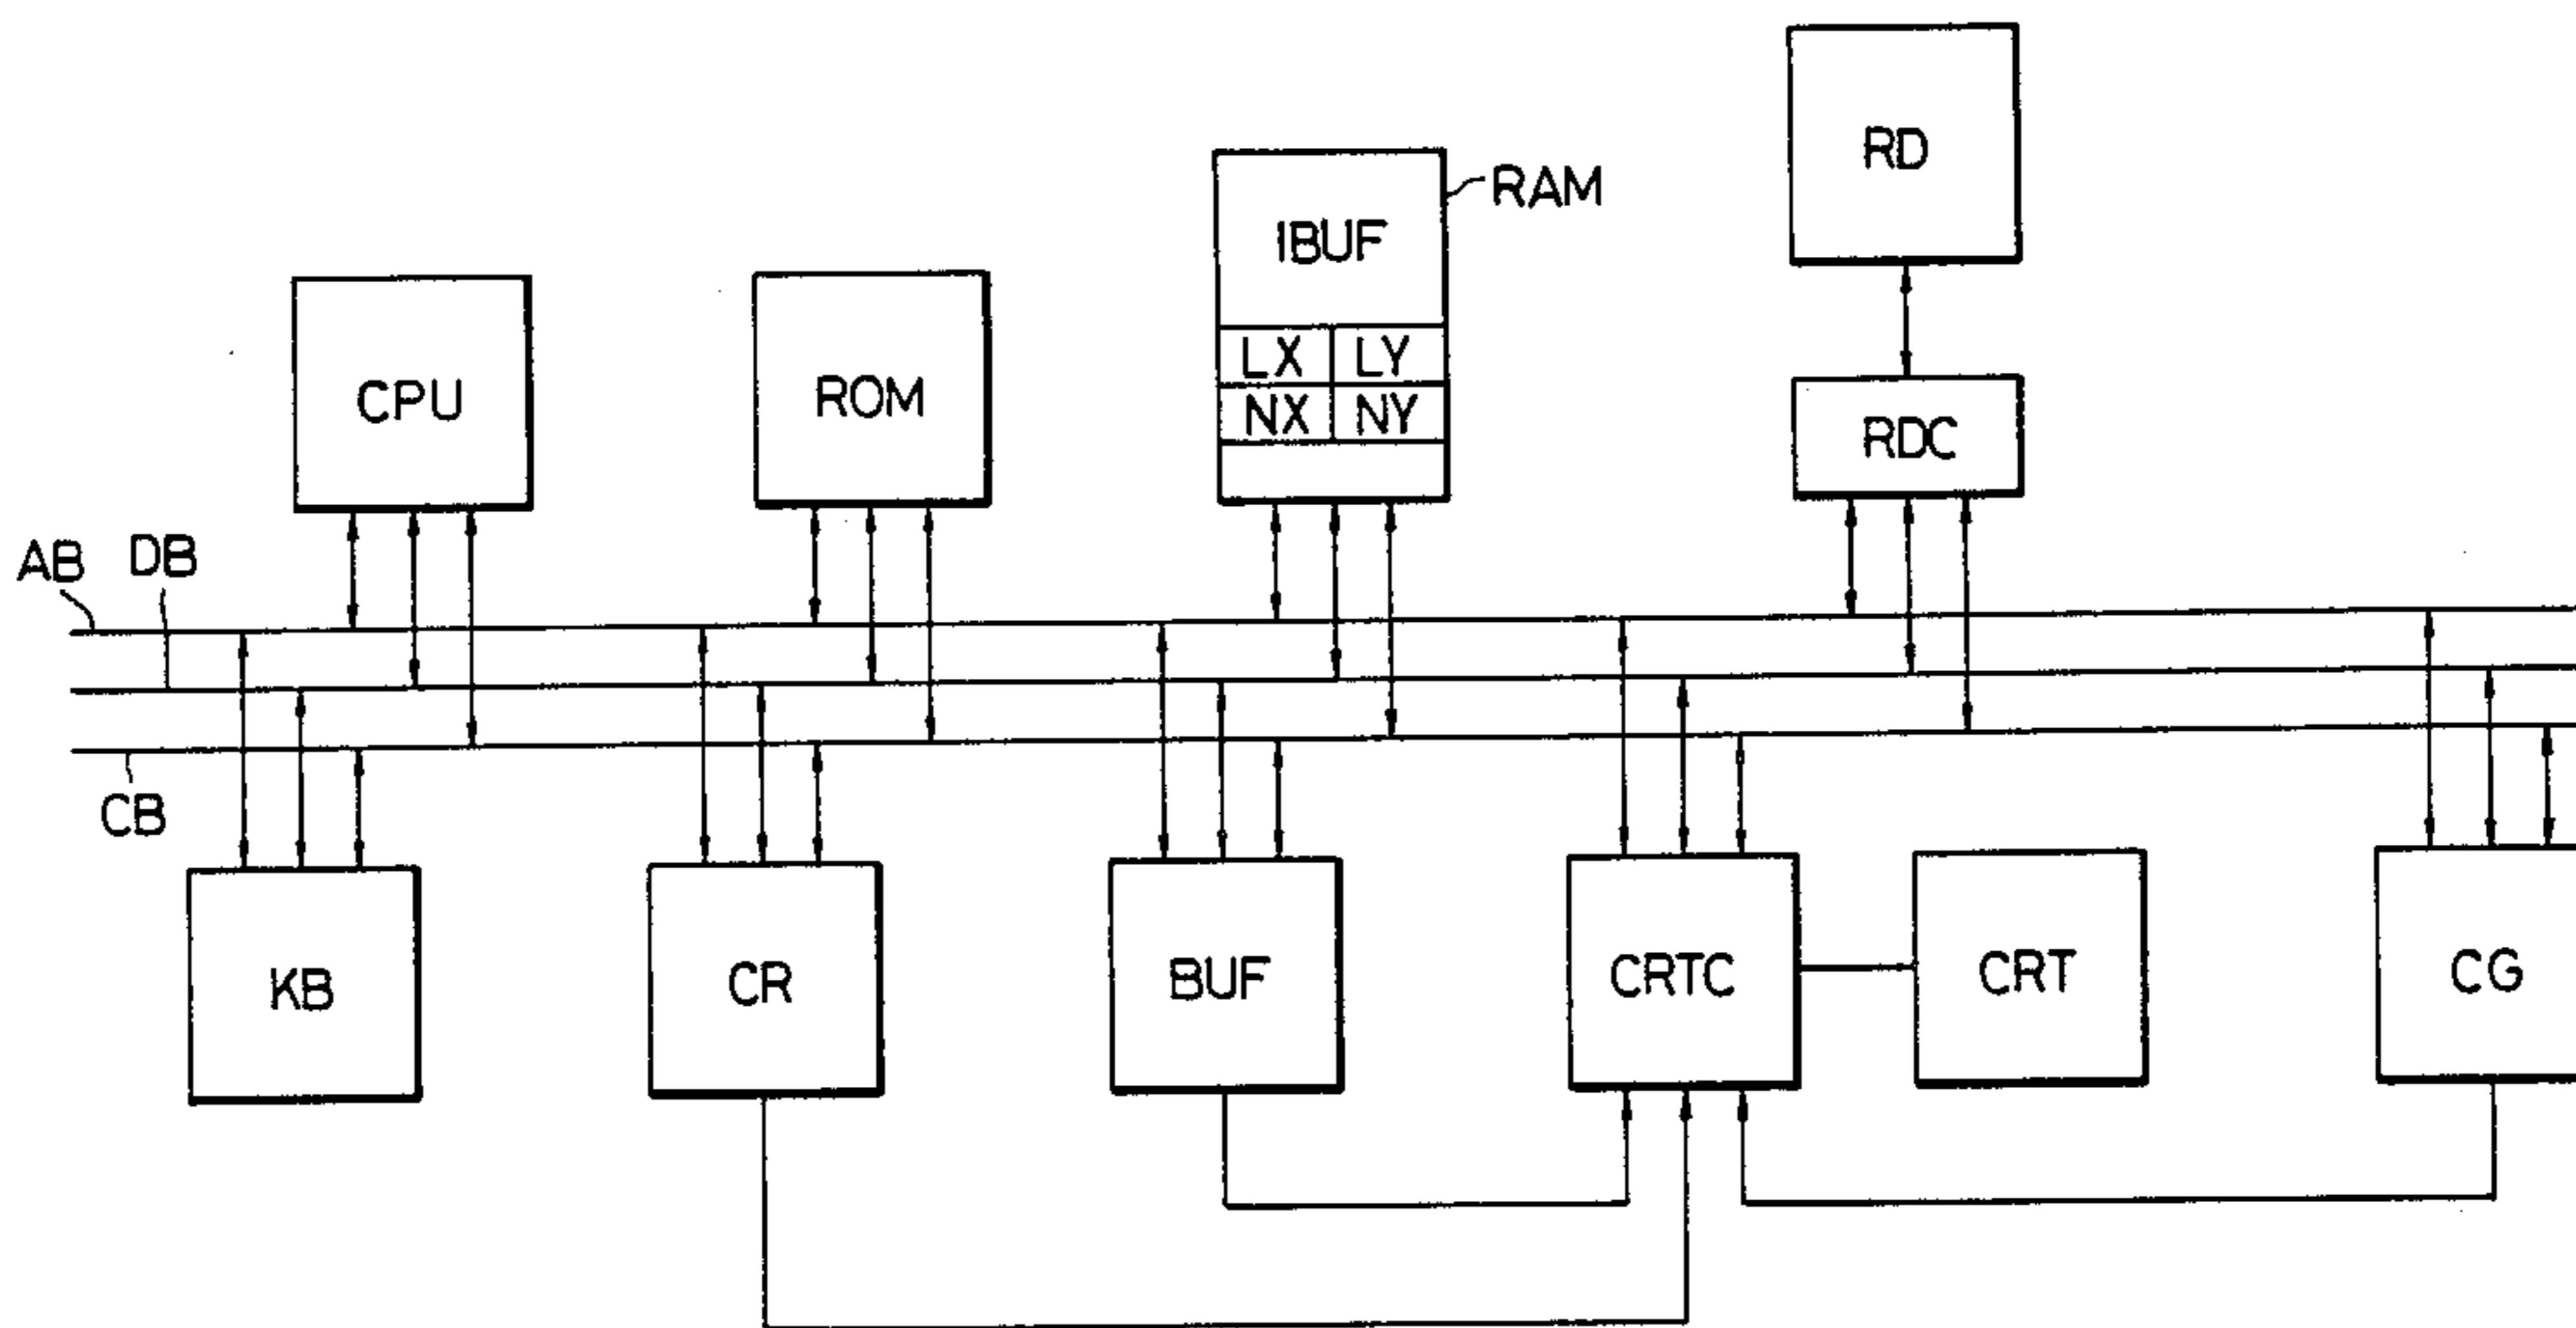 RD
RAM
IBUF
LX LY
NX NY
CPU
ROM
RDC
AB
DB
CB
KB
CR
BUF
CRTC
CRT
CG